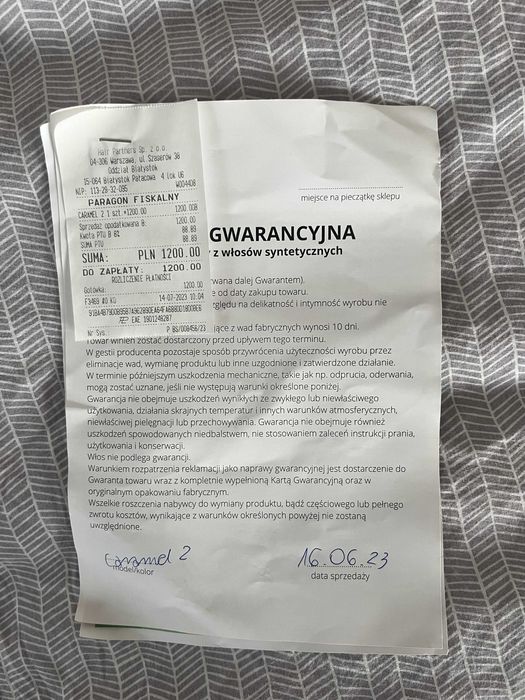 Hair Partners Sp. z o.o.
04-306 Warszawa, ul. Szaserów 38
Oddział Białystok
15-064 Białystok Pałacowa 4 lok U6
NIP: 113-28-32-095 W004408
PARAGON FISKALNY
CARAMEL 2 1 szt.*1200.00 1200.00B
Sprzedaż opodatkowana B: 1200.00
Kwota PTU B 8% 88.89
SUMA PTU 88.89
SUMA: PLN 1200.00
DO ZAPŁATY: 1200.00
ROZLICZENIE PŁATNOŚCI
Gotówka: 1200.00
14-07-2023 10:04
EAE 1901248287
Nr Sys.
miejsce na pieczątkę sklepu
GWARANCYJNA
z włosów syntetycznych
wana dalej Gwarantem).
e od daty zakupu towaru.
ględu na delikatność i intymność wyrobu nie
jące z wad fabrycznych wynosi 10 dni.
Towar winien zostać dostarczony przed upływem tego terminu.
W gestii producenta pozostaje sposób przywrócenia użyteczności wyrobu przez
eliminację wad, wymianę produktu lub inne uzgodnione i zatwierdzone działanie.
W terminie późniejszym uszkodzenia mechaniczne, takie jak np. odprucia, oderwania,
mogą zostać uznane, jeśli nie występują warunki określone poniżej.
Gwarancja nie obejmuje uszkodzeń wynikłych ze zwykłego lub niewłaściwego
użytkowania, działania skrajnych temperatur i innych warunków atmosferycznych,
niewłaściwej pielęgnacji lub przechowywania. Gwarancja nie obejmuje również
uszkodzeń spowodowanych niedbalstwem, nie stosowaniem zaleceń instrukcji prania,
użytkowania i konserwacji.
Włos nie podlega gwarancji.
Warunkiem rozpatrzenia reklamacji jako naprawy gwarancyjnej jest dostarczenie do
Gwaranta towaru wraz z kompletnie wypełnioną Kartą Gwarancyjną oraz w
oryginalnym opakowaniu fabrycznym.
Wszelkie roszczenia nabywcy do wymiany produktu, bądź częściowego lub pełnego
zwrotu kosztów, wynikające z warunków określonych powyżej nie zostaną
uwzględnione.
Caramel 2 16.06.23
model/kolor data sprzedaży